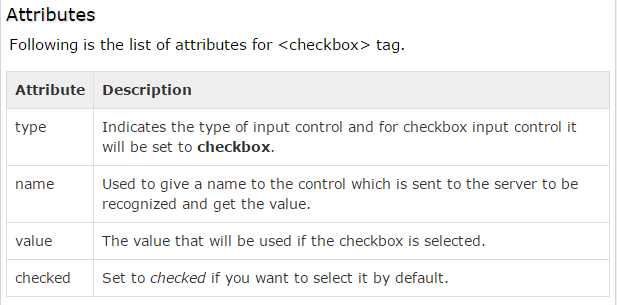 Attributes
Following is the list of attributes for <checkbox> tag.
Attribute Description
type Indicates the type of input control and for checkbox input control it
will be set to checkbox.
name Used to give a name to the control which is sent to the server to be
recognized and get the value.
value The value that will be used if the checkbox is selected.
checked Set to checked if you want to select it by default.